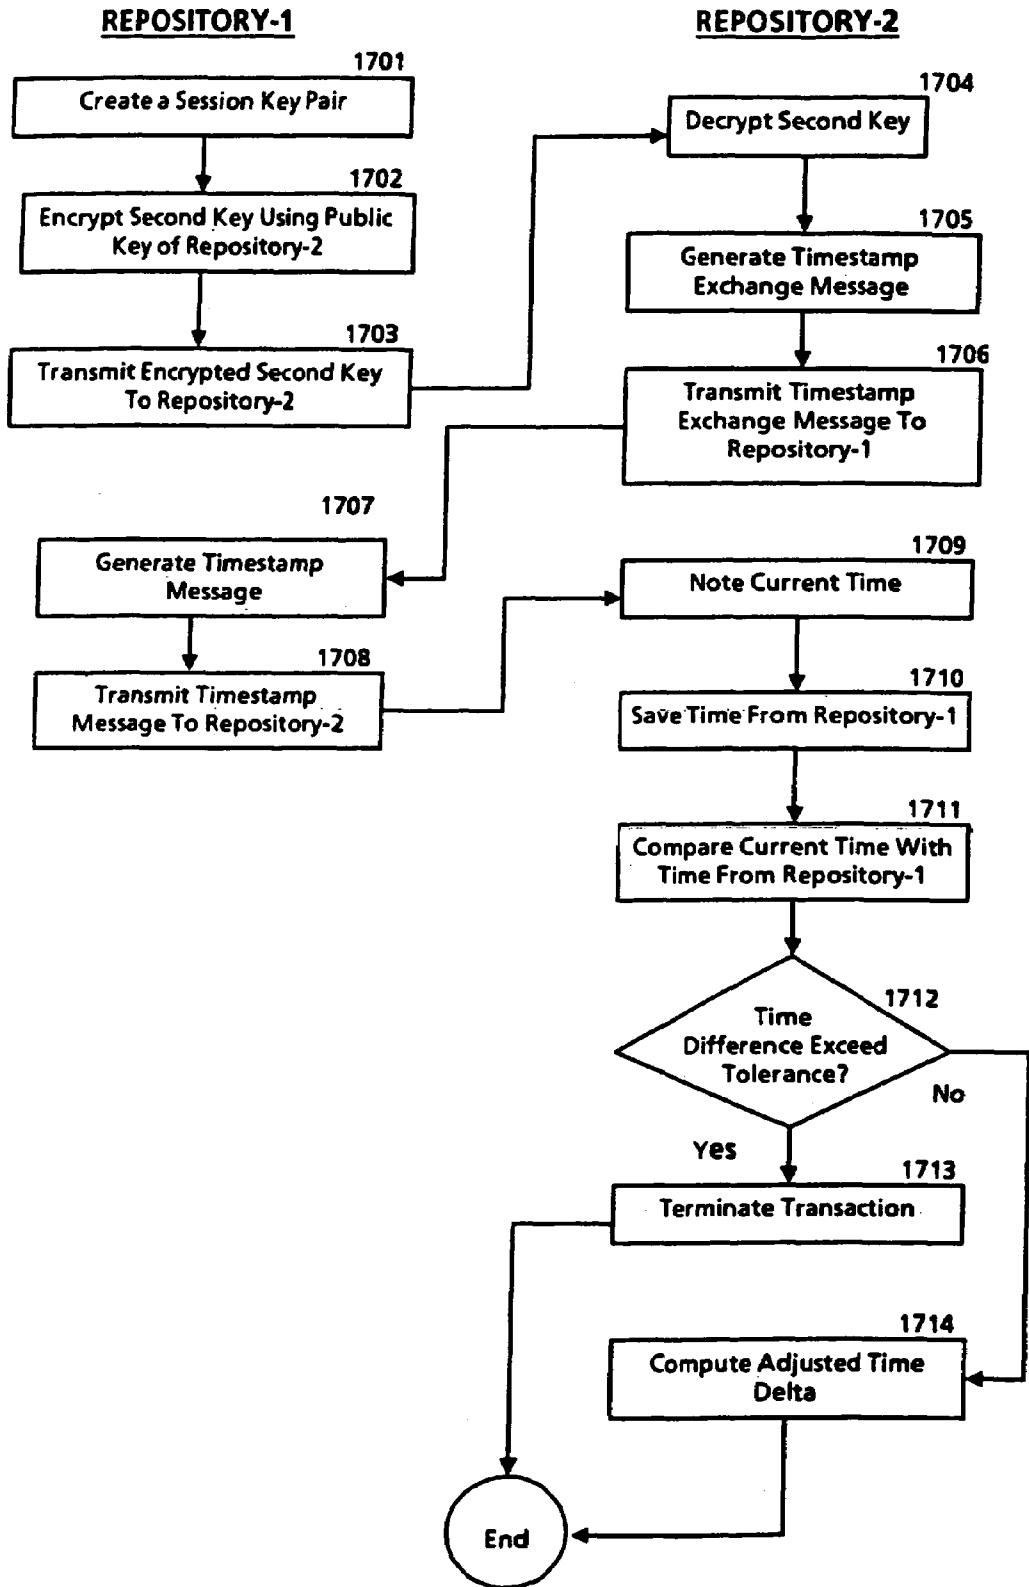 REPOSITORY-1
1701
Create a Session Key Pair
1702
Encrypt Second Key Using Public
Key of Repository-2
1703
Transmit Encrypted Second Key
To Repository-2
REPOSITORY-2
1704
Decrypt Second Key
1705
Generate Timestamp
Exchange Message
1706
Transmit Timestamp
Exchange Message To
Repository-1
1707
Generate Timestamp
Message
1708
Transmit Timestamp
Message To Repository-2
1709
Note Current Time
1710
Save Time From Repository-1
1711
Compare Current Time With
Time From Repository-1
1712
Time
Difference Exceed
Tolerance?
No
Yes
1713
Terminate Transaction
1714
Compute Adjusted Time
Delta
End